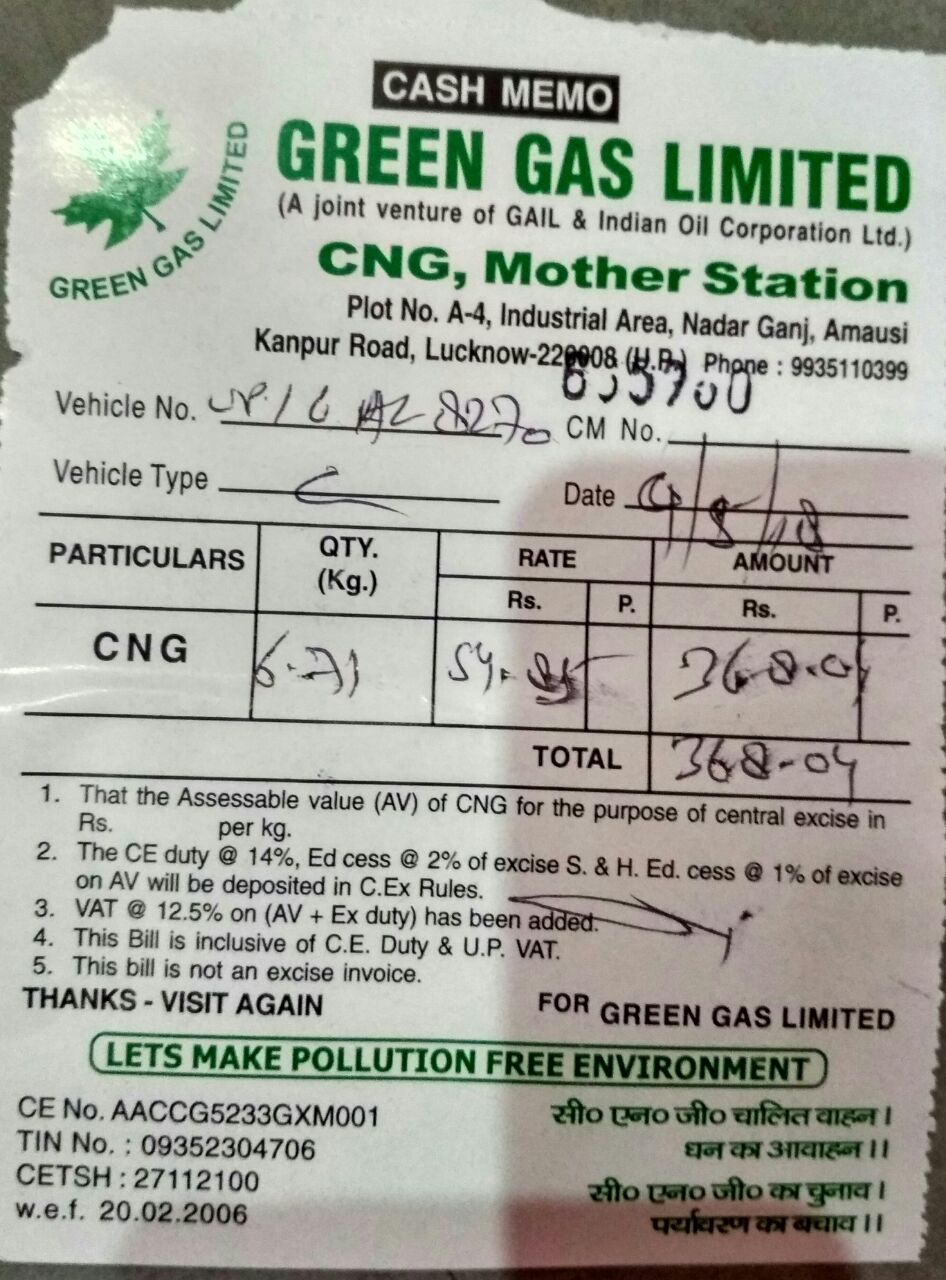 CASH MEMO
GREEN GAS LIMITED
GREEN GAS LIMITED
(A joint venture of GAIL & Indian Oil Corporation Ltd.)
CNG, Mother Station
Plot No. A-4, Industrial Area, Nadar Ganj, Amausi
Kanpur Road, Lucknow-226008 (U.P.) Phone : 9935110399
Vehicle No. 8270 CM No.
Vehicle Type C Date /8/18
PARTICULARS QTY. (Kg.) RATE AMOUNT
Rs. P. Rs. P.
CNG 6-71 54. 368-04
TOTAL 368-04
1. That the Assessable value (AV) of CNG for the purpose of central excise in
Rs. per kg.
2. The CE duty @ 14%, Ed cess @ 2% of excise S. & H. Ed. cess @ 1% of excise
on AV will be deposited in C.Ex Rules.
3. VAT @ 12.5% on (AV + Ex duty) has been added.
4. This Bill is inclusive of C.E. Duty & U.P. VAT.
5. This bill is not an excise invoice.
THANKS - VISIT AGAIN FOR GREEN GAS LIMITED
LETS MAKE POLLUTION FREE ENVIRONMENT
CE No. AACCG5233GXM001
TIN No. : 09352304706
CETSH : 27112100
w.e.f. 20.02.2006
सी० एन० जी० चालित वाहन ।
धन का आवाहन ।।
सी० एन० जी० का चुनाव ।
पर्यावरण का बचाव ।।